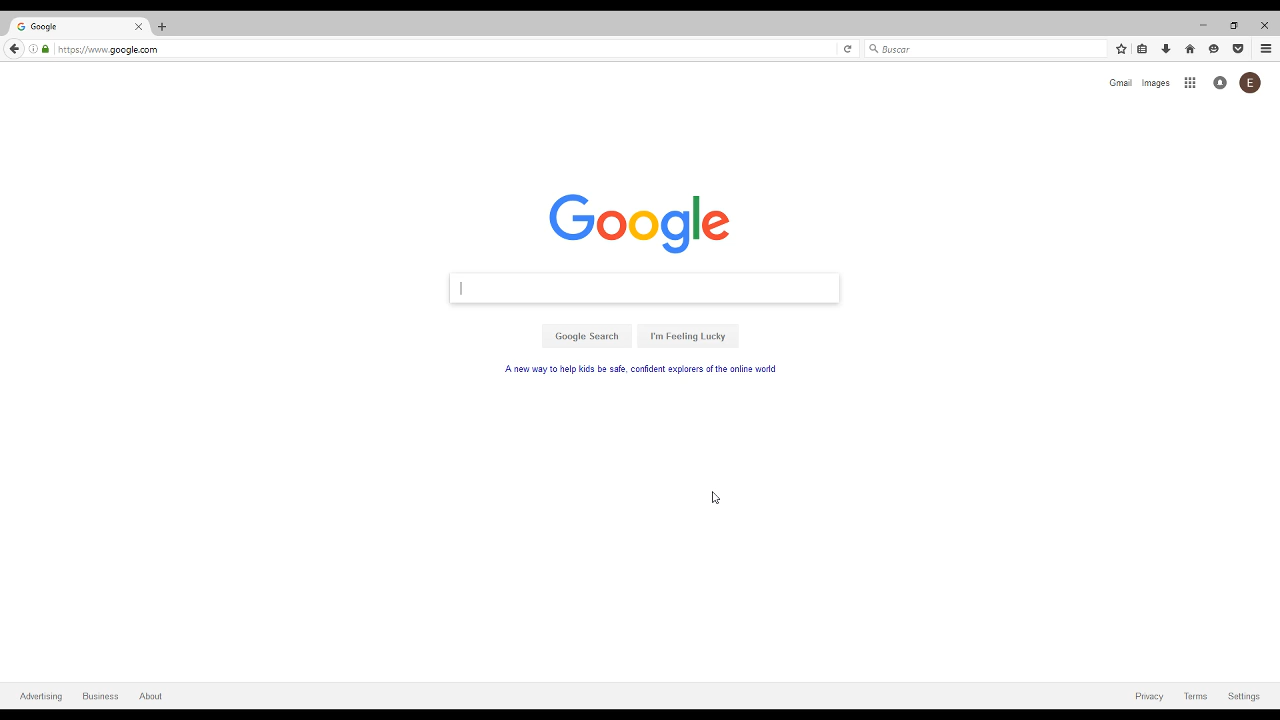 Google
https://www.google.com
Buscar
Gmail Images
E
Google
Google Search I'm Feeling Lucky
A new way to help kids be safe, confident explorers of the online world
Advertising Business About Privacy Terms Settings